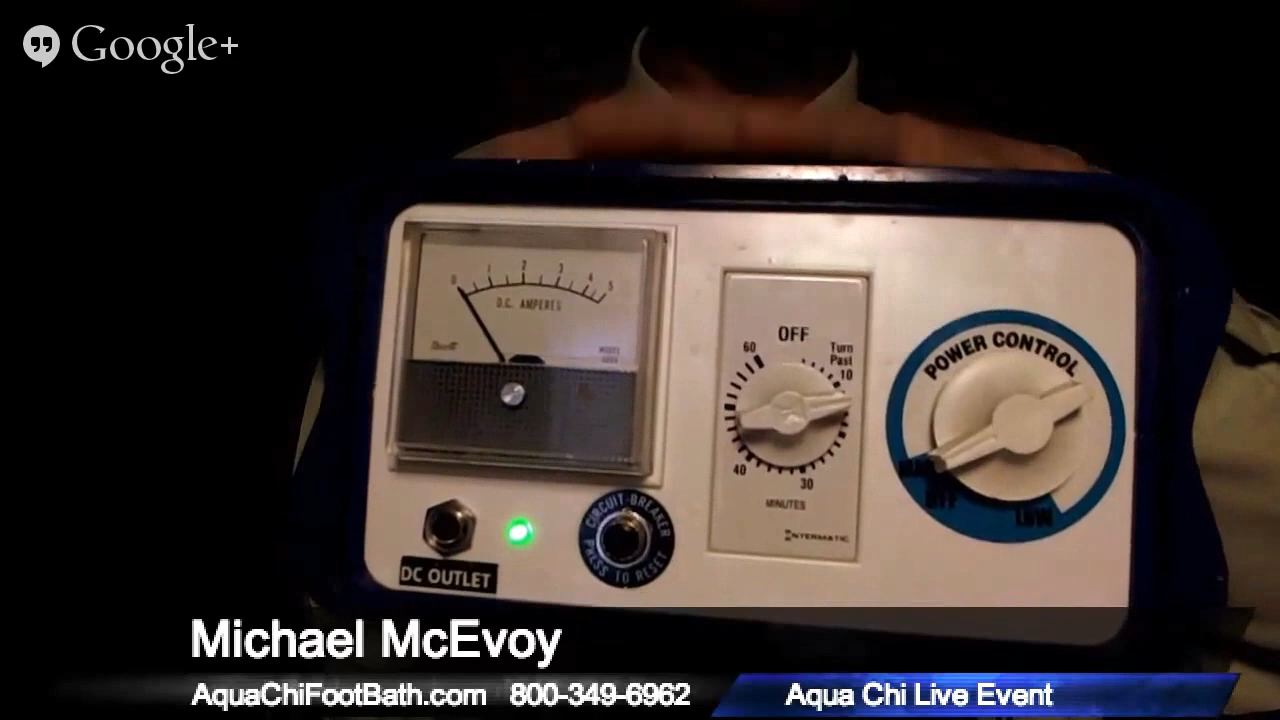 Google+
0 1 2 3 4 5
D.C. AMPERES
OFF
60
Turn
Past
10
40
30
MINUTES
INTERMATIC
POWER CONTROL
OFF
LOW
DC OUTLET
CIRCUIT-BREAKER
PRESS TO RESET
Michael McEvoy
AquaChiFootBath.com 800-349-6962
Aqua Chi Live Event